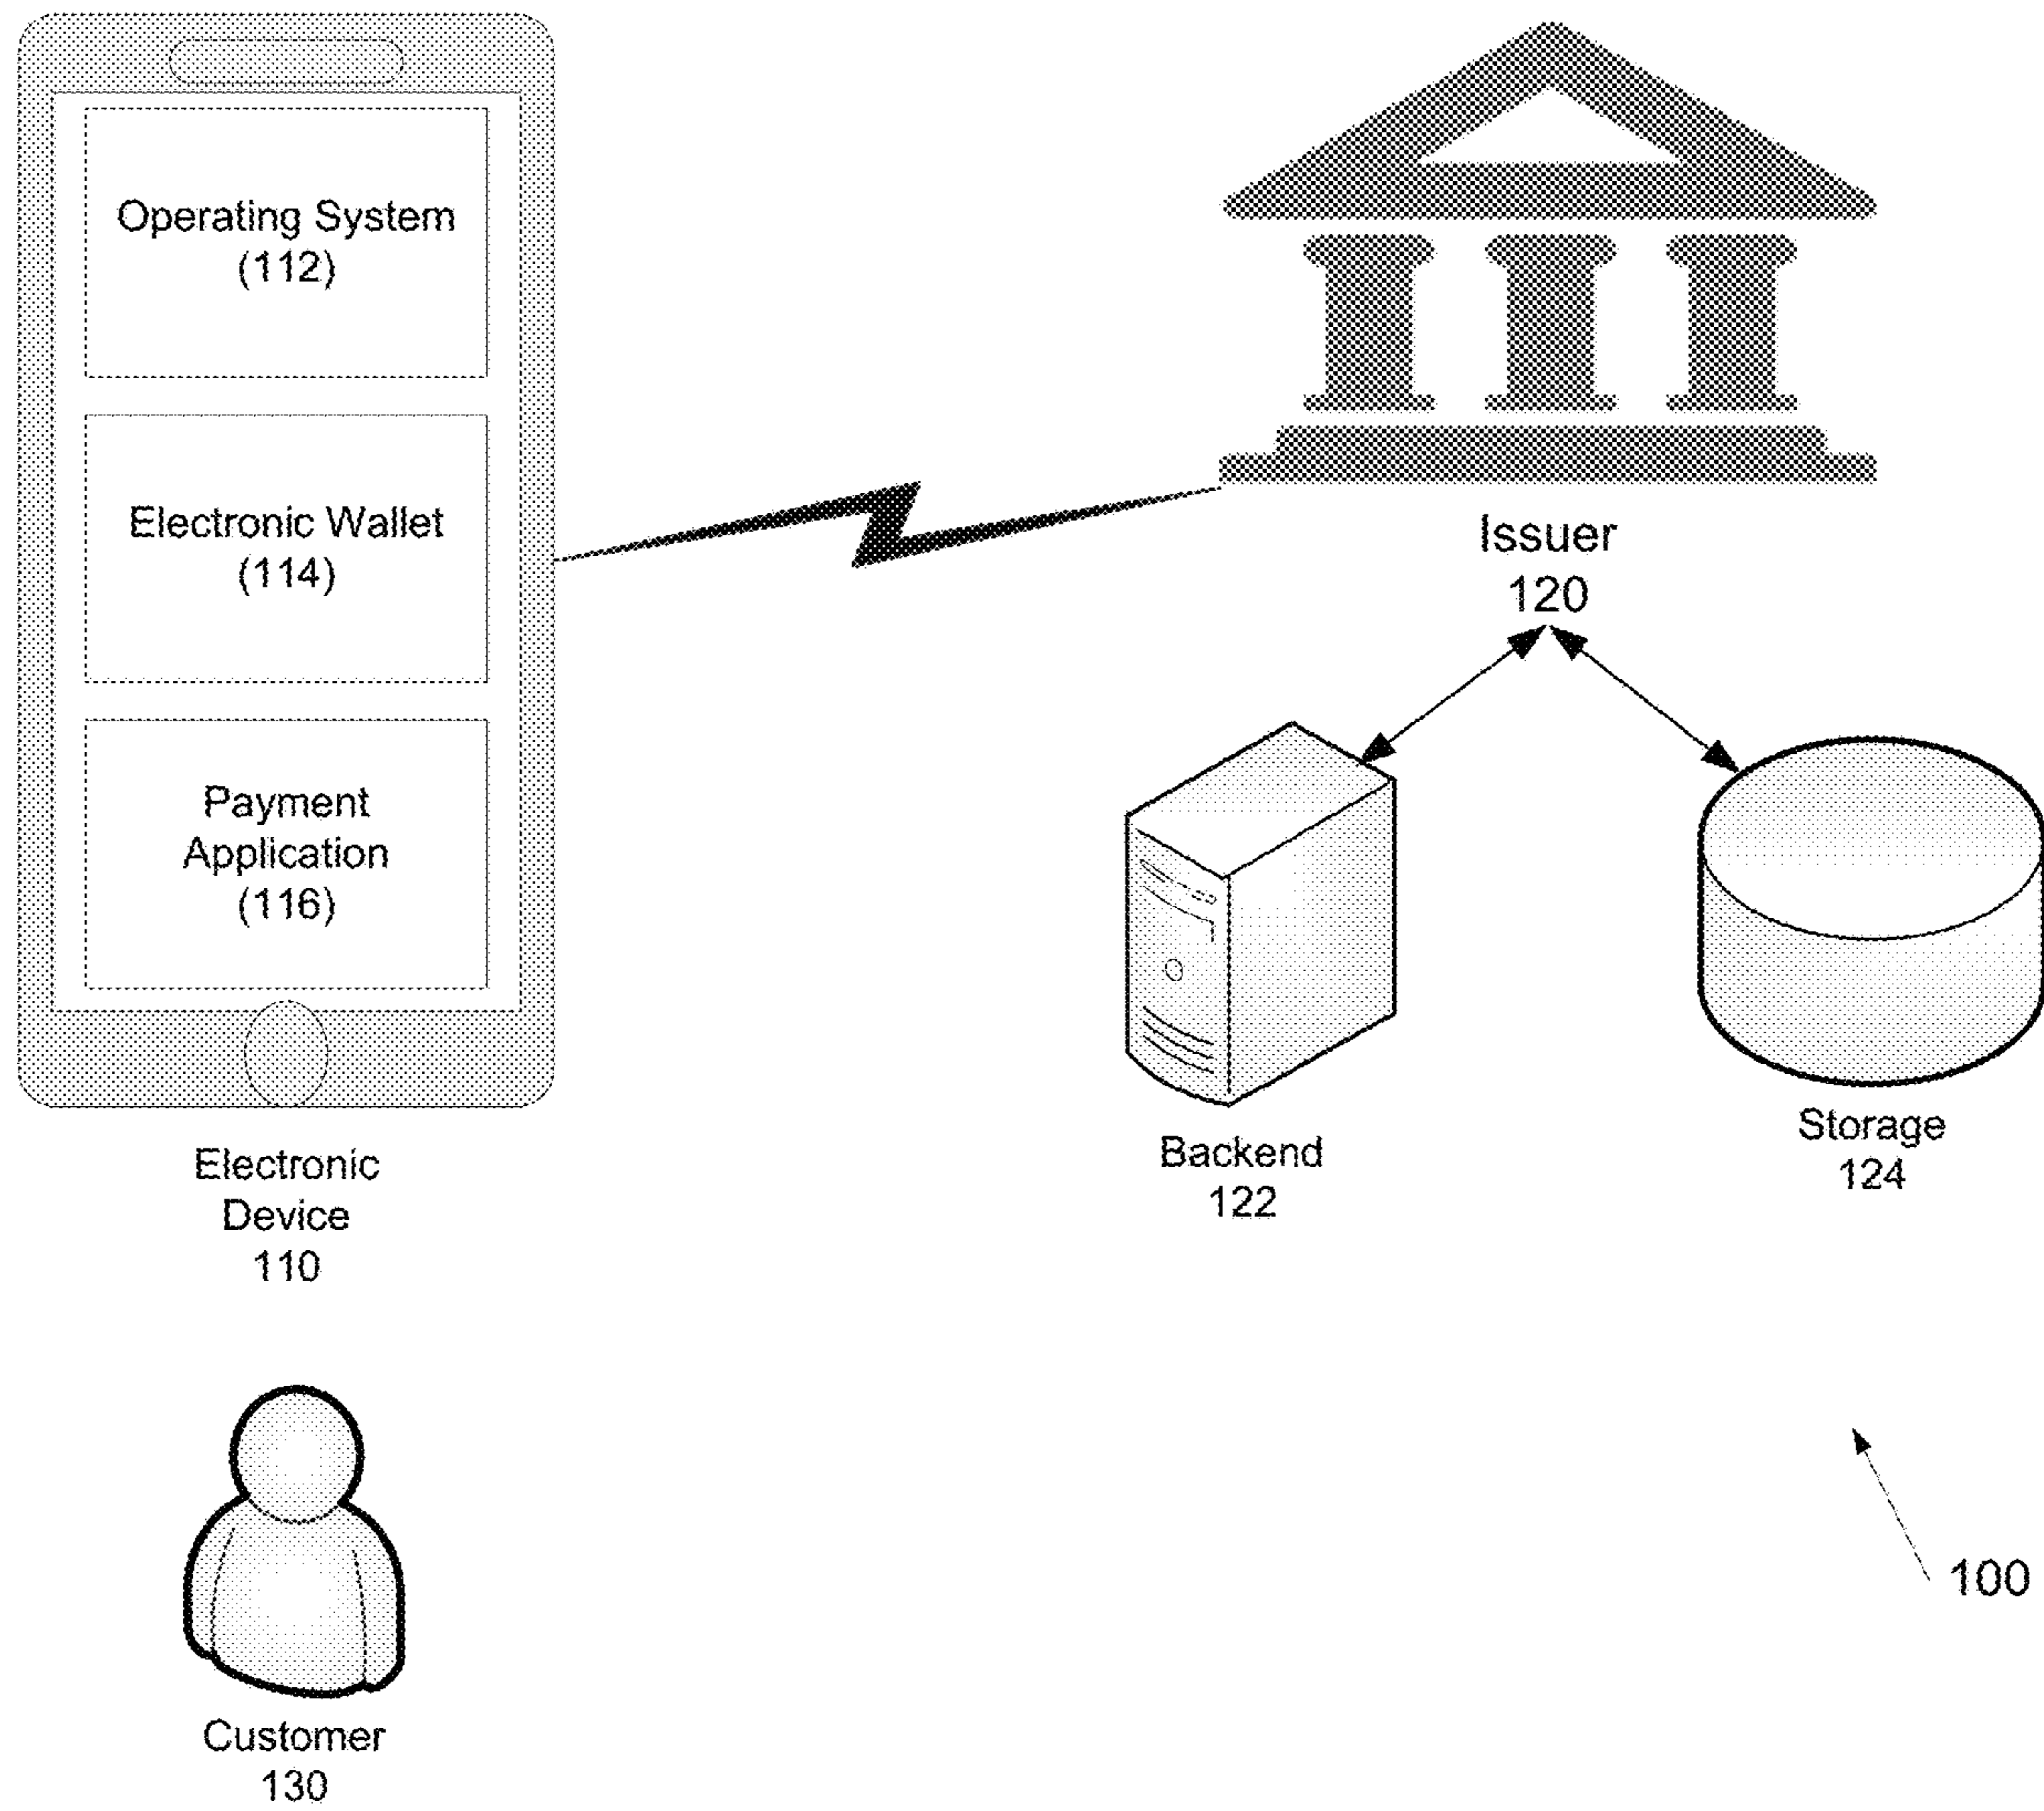 Operating System
(112)
Electronic Wallet
(114)
Payment
Application
(116)
Electronic
Device
110
Issuer
120
Backend
122
Storage
124
Customer
130
100